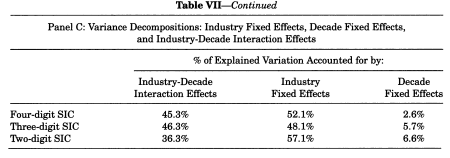 Table VII—Continued
Panel C: Variance Decompositions: Industry Fixed Effects, Decade Fixed Effects,
and Industry-Decade Interaction Effects
% of Explained Variation Accounted for by:
Industry-Decade Industry Decade
Interaction Effects Fixed Effects Fixed Effects
Four-digit SIC 45.3% 52.1% 2.6%
Three-digit SIC 46.3% 48.1% 5.7%
Two-digit SIC 36.3% 57.1% 6.6%